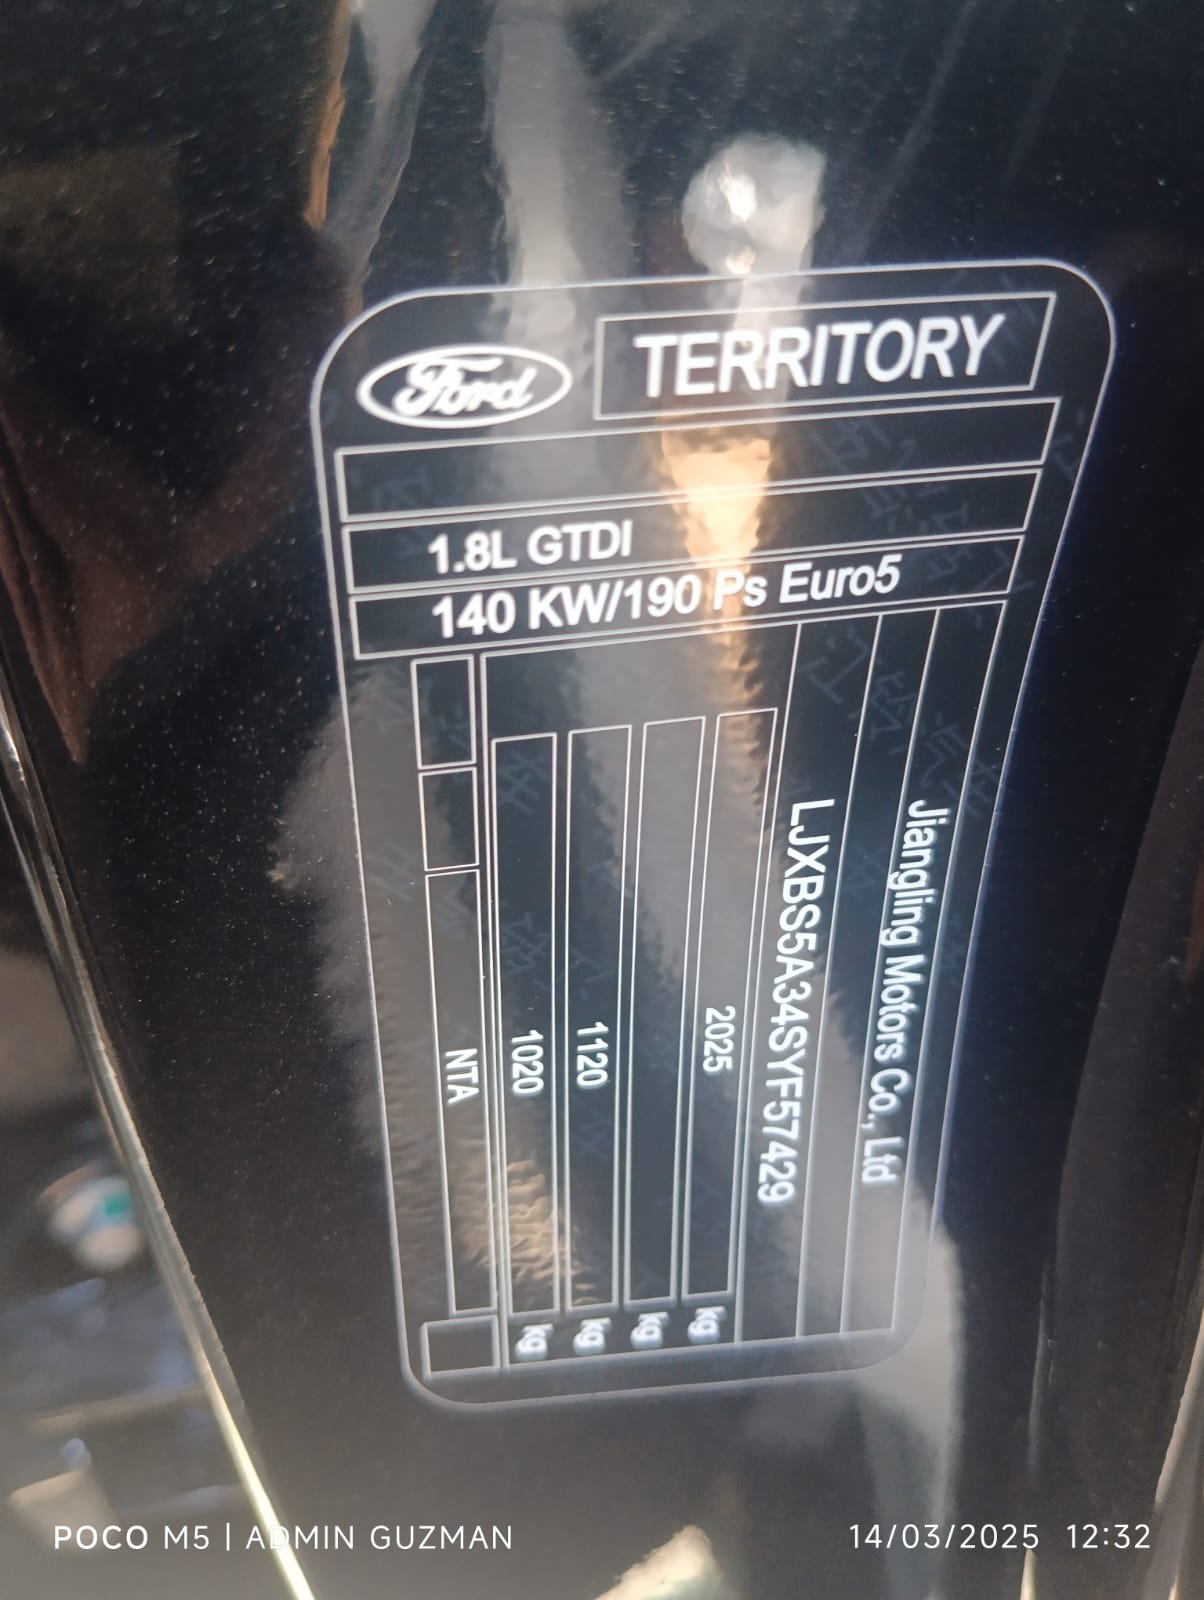 Ford
TERRITORY
1.8L GTDI
140 KW/190 Ps Euro5
Jiangling Motors Co., Ltd
LJXBS5A34SYF57429
2025 kg
kg
1120 kg
1020 kg
NTA
POCO M5 | ADMIN GUZMAN
14/03/2025 12:32